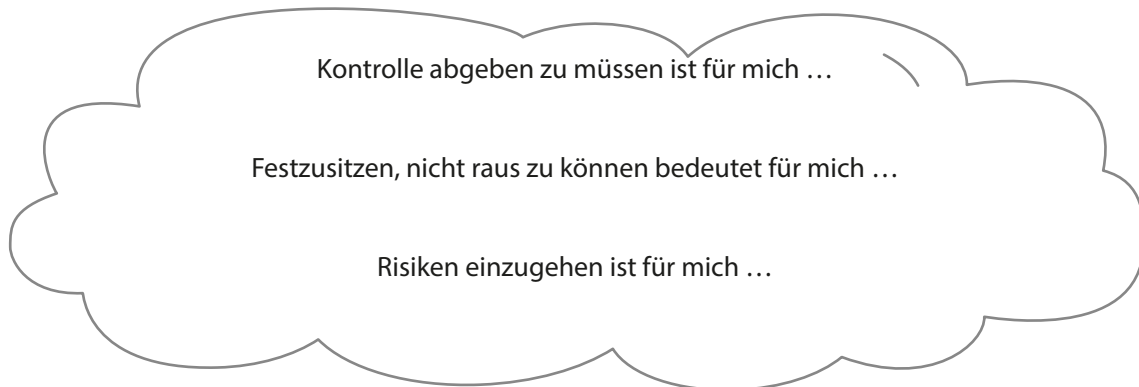 Kontrolle abgeben zu müssen ist für mich …
Festzusitzen, nicht raus zu können bedeutet für mich …
Risiken einzugehen ist für mich …